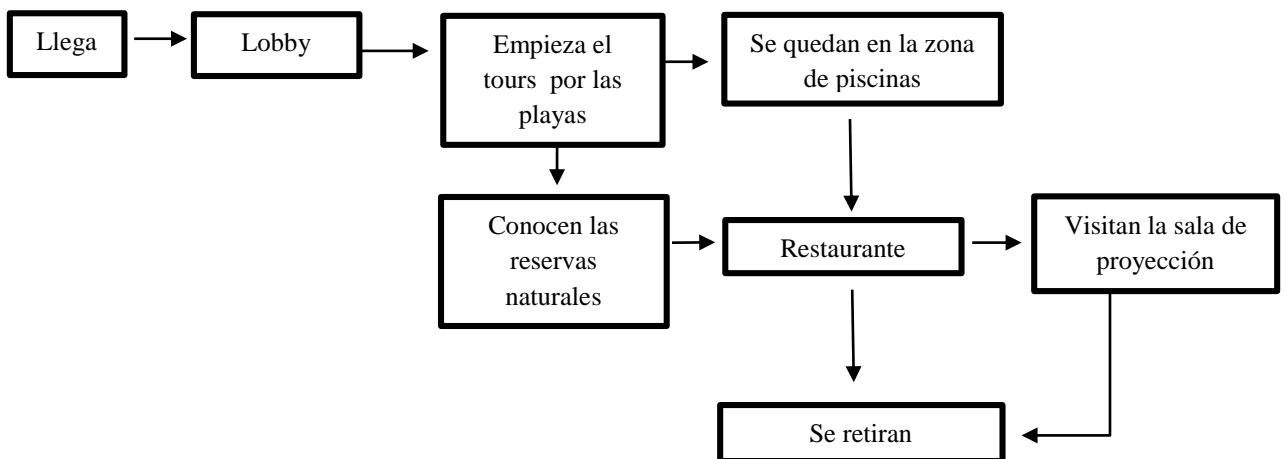 Llega
Lobby
Empieza el
tours por las
playas
Se quedan en la zona
de piscinas
Conocen las
reservas
naturales
Restaurante
Visitan la sala de
proyección
Se retiran